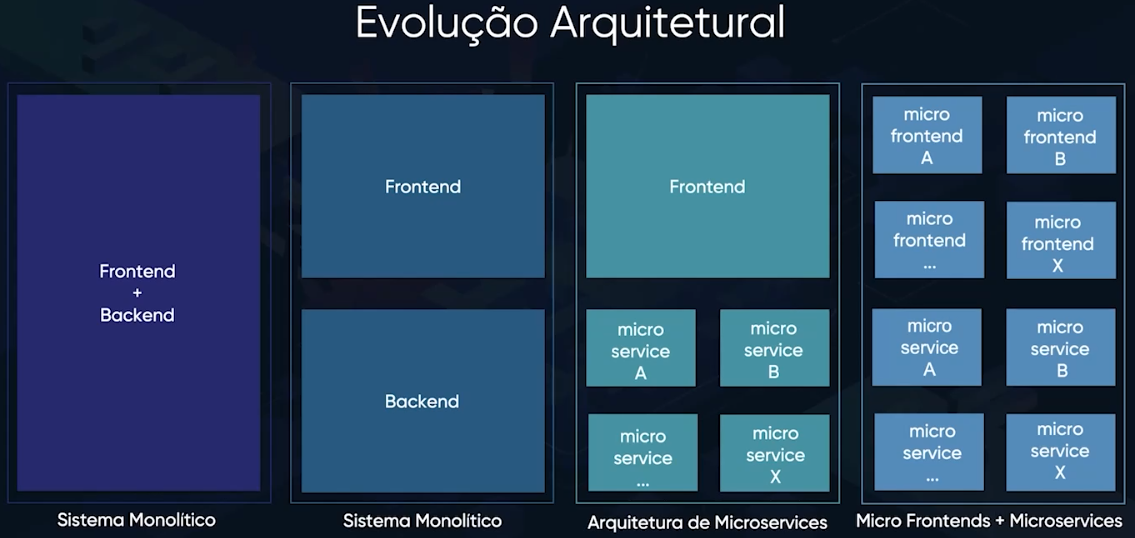 Evolução Arquitetural
Frontend
+
Backend
Sistema Monolítico
Frontend
Backend
Sistema Monolítico
Frontend
micro
service
A
micro
service
B
micro
service
...
micro
service
X
Arquitetura de Microservices
micro
frontend
A
micro
frontend
B
micro
frontend
...
micro
frontend
X
micro
service
A
micro
service
B
micro
service
...
micro
service
X
Micro Frontends + Microservices